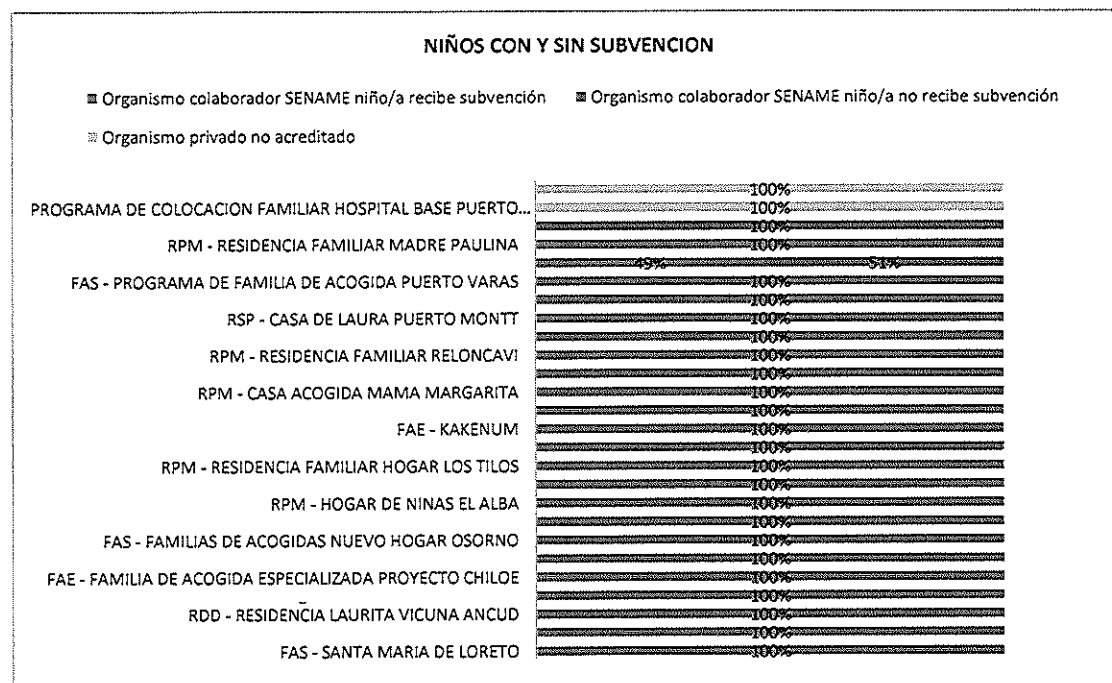 NIÑOS CON Y SIN SUBVENCION
Organismo colaborador SENAME niño/a recibe subvención Organismo colaborador SENAME niño/a no recibe subvención
Organismo privado no acreditado
100%
PROGRAMA DE COLOCACION FAMILIAR HOSPITAL BASE PUERTO... 100%
100%
RPM - RESIDENCIA FAMILIAR MADRE PAULINA 100%
49% 51%
FAS - PROGRAMA DE FAMILIA DE ACOGIDA PUERTO VARAS 100%
100%
RSP - CASA DE LAURA PUERTO MONTT 100%
100%
RPM - RESIDENCIA FAMILIAR RELONCAVI 100%
100%
RPM - CASA ACOGIDA MAMA MARGARITA 100%
100%
FAE - KAKENUM 100%
100%
RPM - RESIDENCIA FAMILIAR HOGAR LOS TILOS 100%
100%
RPM - HOGAR DE NINAS EL ALBA 100%
100%
FAS - FAMILIAS DE ACOGIDAS NUEVO HOGAR OSORNO 100%
100%
FAE - FAMILIA DE ACOGIDA ESPECIALIZADA PROYECTO CHILOE 100%
100%
RDD - RESIDENCIA LAURITA VICUNA ANCUD 100%
100%
FAS - SANTA MARIA DE LORETO 100%